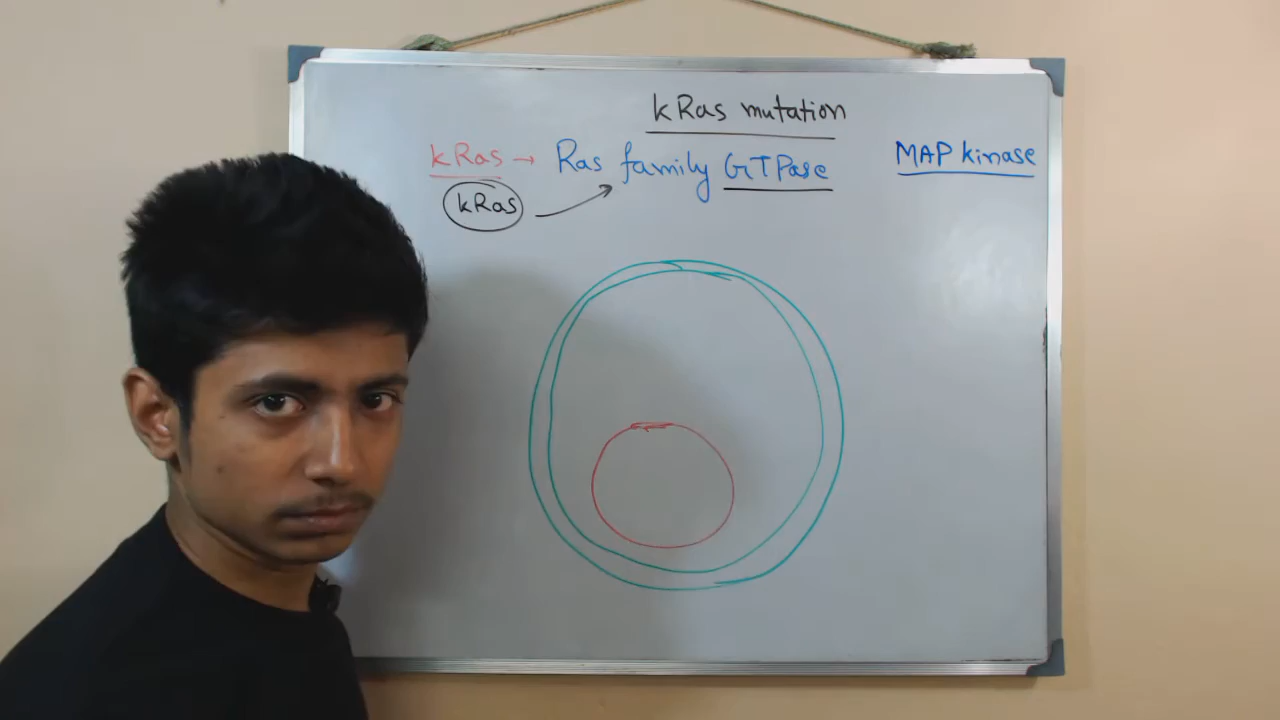 kRas mutation
kRas → Ras family GTPase
MAP kinase
kRas